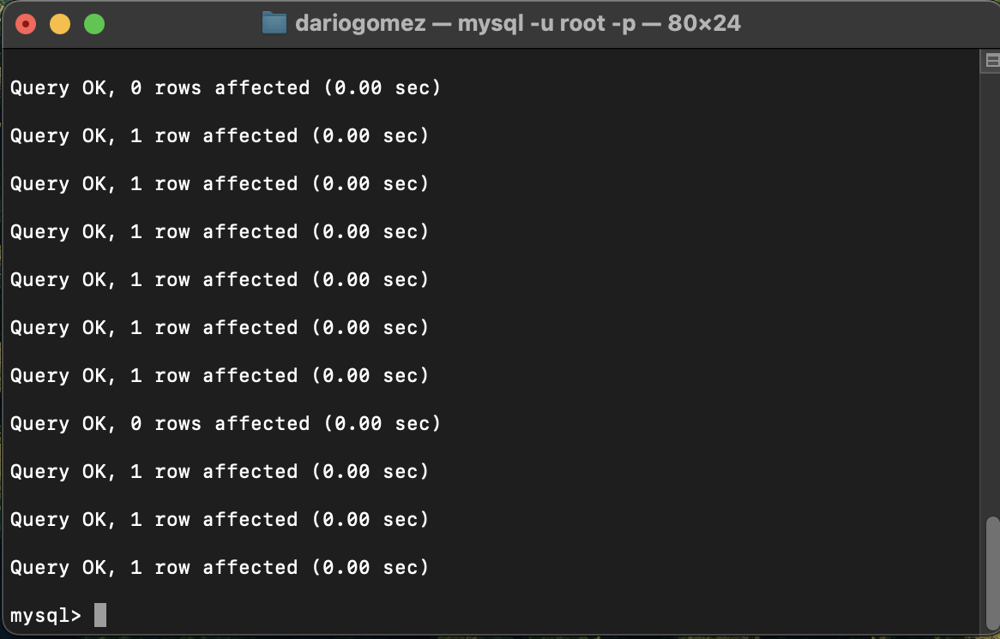 dariogomez — mysql -u root -p — 80×24
Query OK, 0 rows affected (0.00 sec)
Query OK, 1 row affected (0.00 sec)
Query OK, 1 row affected (0.00 sec)
Query OK, 1 row affected (0.00 sec)
Query OK, 1 row affected (0.00 sec)
Query OK, 1 row affected (0.00 sec)
Query OK, 1 row affected (0.00 sec)
Query OK, 0 rows affected (0.00 sec)
Query OK, 1 row affected (0.00 sec)
Query OK, 1 row affected (0.00 sec)
Query OK, 1 row affected (0.00 sec)
mysql>